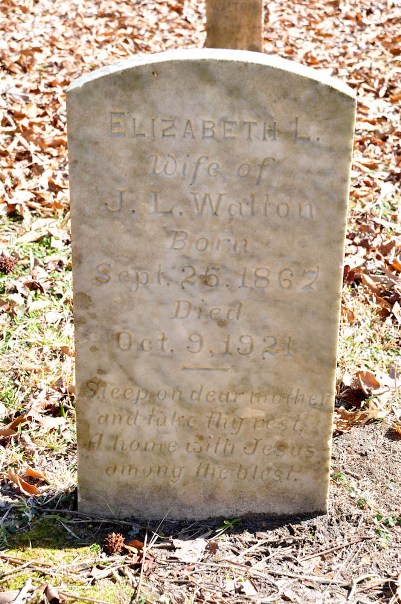 ELIZABETH L.
Wife of
J. L. Walton
Born
Sept. 25. 1862
Died
Oct. 9, 1921
Sleep on dear mother
and take thy rest.
At home with Jesus
among the blest.